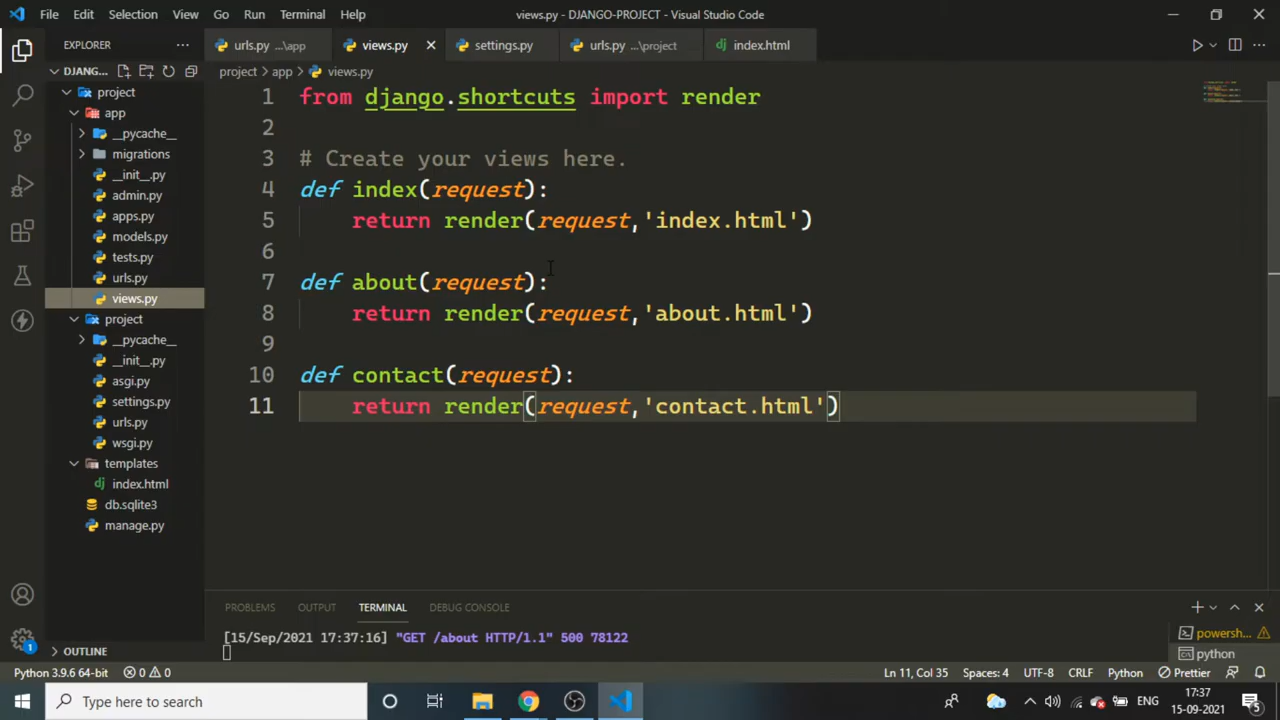 File Edit Selection View Go Run Terminal Help views.py - DJANGO-PROJECT - Visual Studio Code
EXPLORER
urls.py ...\app views.py settings.py urls.py ...\project index.html
DJANG...
project > app > views.py
project
app
__pycache__
migrations
__init__.py
admin.py
apps.py
models.py
tests.py
urls.py
views.py
project
__pycache__
__init__.py
asgi.py
settings.py
urls.py
wsgi.py
templates
index.html
db.sqlite3
manage.py
OUTLINE
1 from django.shortcuts import render
2
3 # Create your views here.
4 def index(request):
5 return render(request,'index.html')
6
7 def about(request):
8 return render(request,'about.html')
9
10 def contact(request):
11 return render(request,'contact.html')
PROBLEMS OUTPUT TERMINAL DEBUG CONSOLE
[15/Sep/2021 17:37:16] "GET /about HTTP/1.1" 500 78122
powersh...
python
1
Python 3.9.6 64-bit 0 0 Ln 11, Col 35 Spaces: 4 UTF-8 CRLF Python Prettier
Type here to search
ENG
17:37
15-09-2021
5